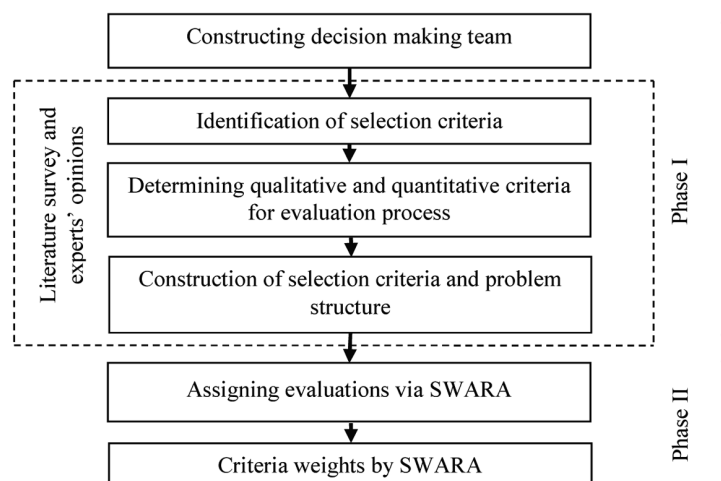 Constructing decision making team
Literature survey and
experts’ opinions
Identification of selection criteria
Determining qualitative and quantitative criteria
for evaluation process
Construction of selection criteria and problem
structure
Phase I
Assigning evaluations via SWARA
Criteria weights by SWARA
Phase II